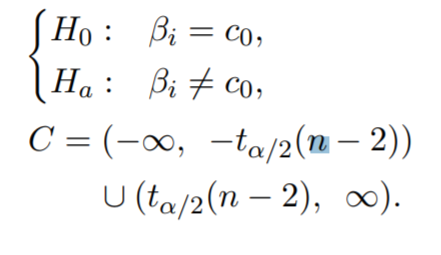 H₀ : βᵢ = c₀,
Hₐ : βᵢ ≠ c₀,
C = (−∞, −t_{α/2}(n − 2))
∪ (t_{α/2}(n − 2), ∞).